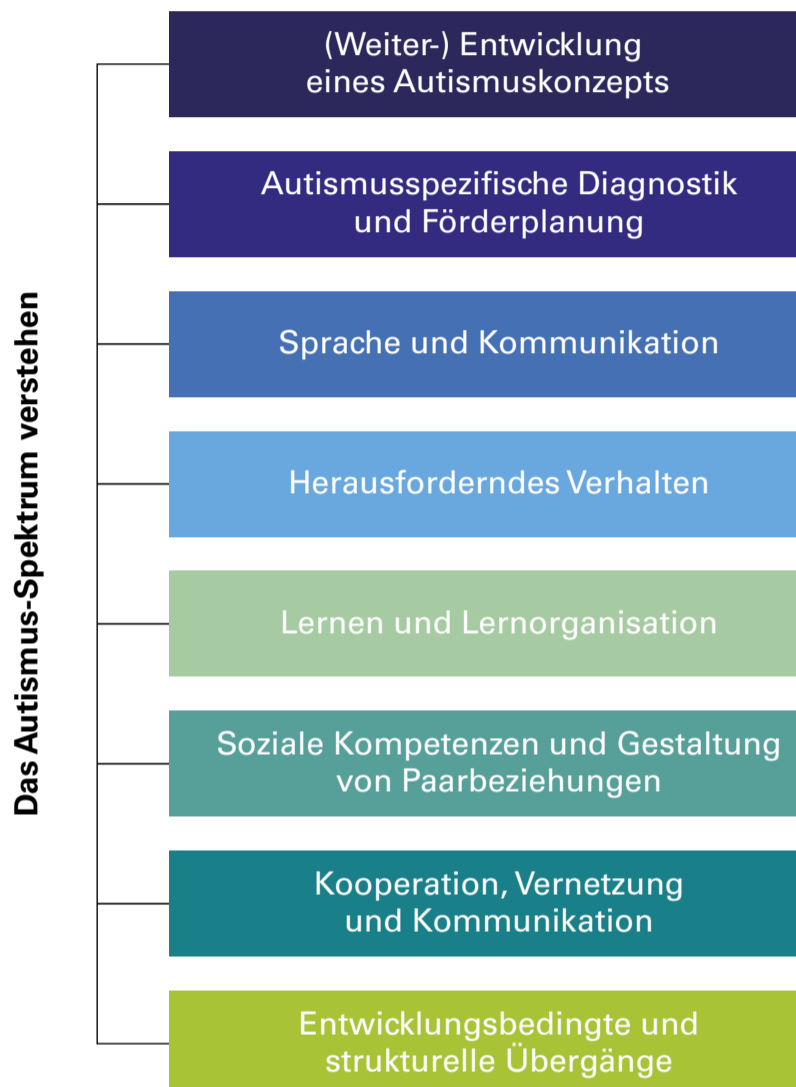 Das Autismus-Spektrum verstehen
(Weiter-) Entwicklung
eines Autismuskonzepts
Autismusspezifische Diagnostik
und Förderplanung
Sprache und Kommunikation
Herausforderndes Verhalten
Lernen und Lernorganisation
Soziale Kompetenzen und Gestaltung
von Paarbeziehungen
Kooperation, Vernetzung
und Kommunikation
Entwicklungsbedingte und
strukturelle Übergänge